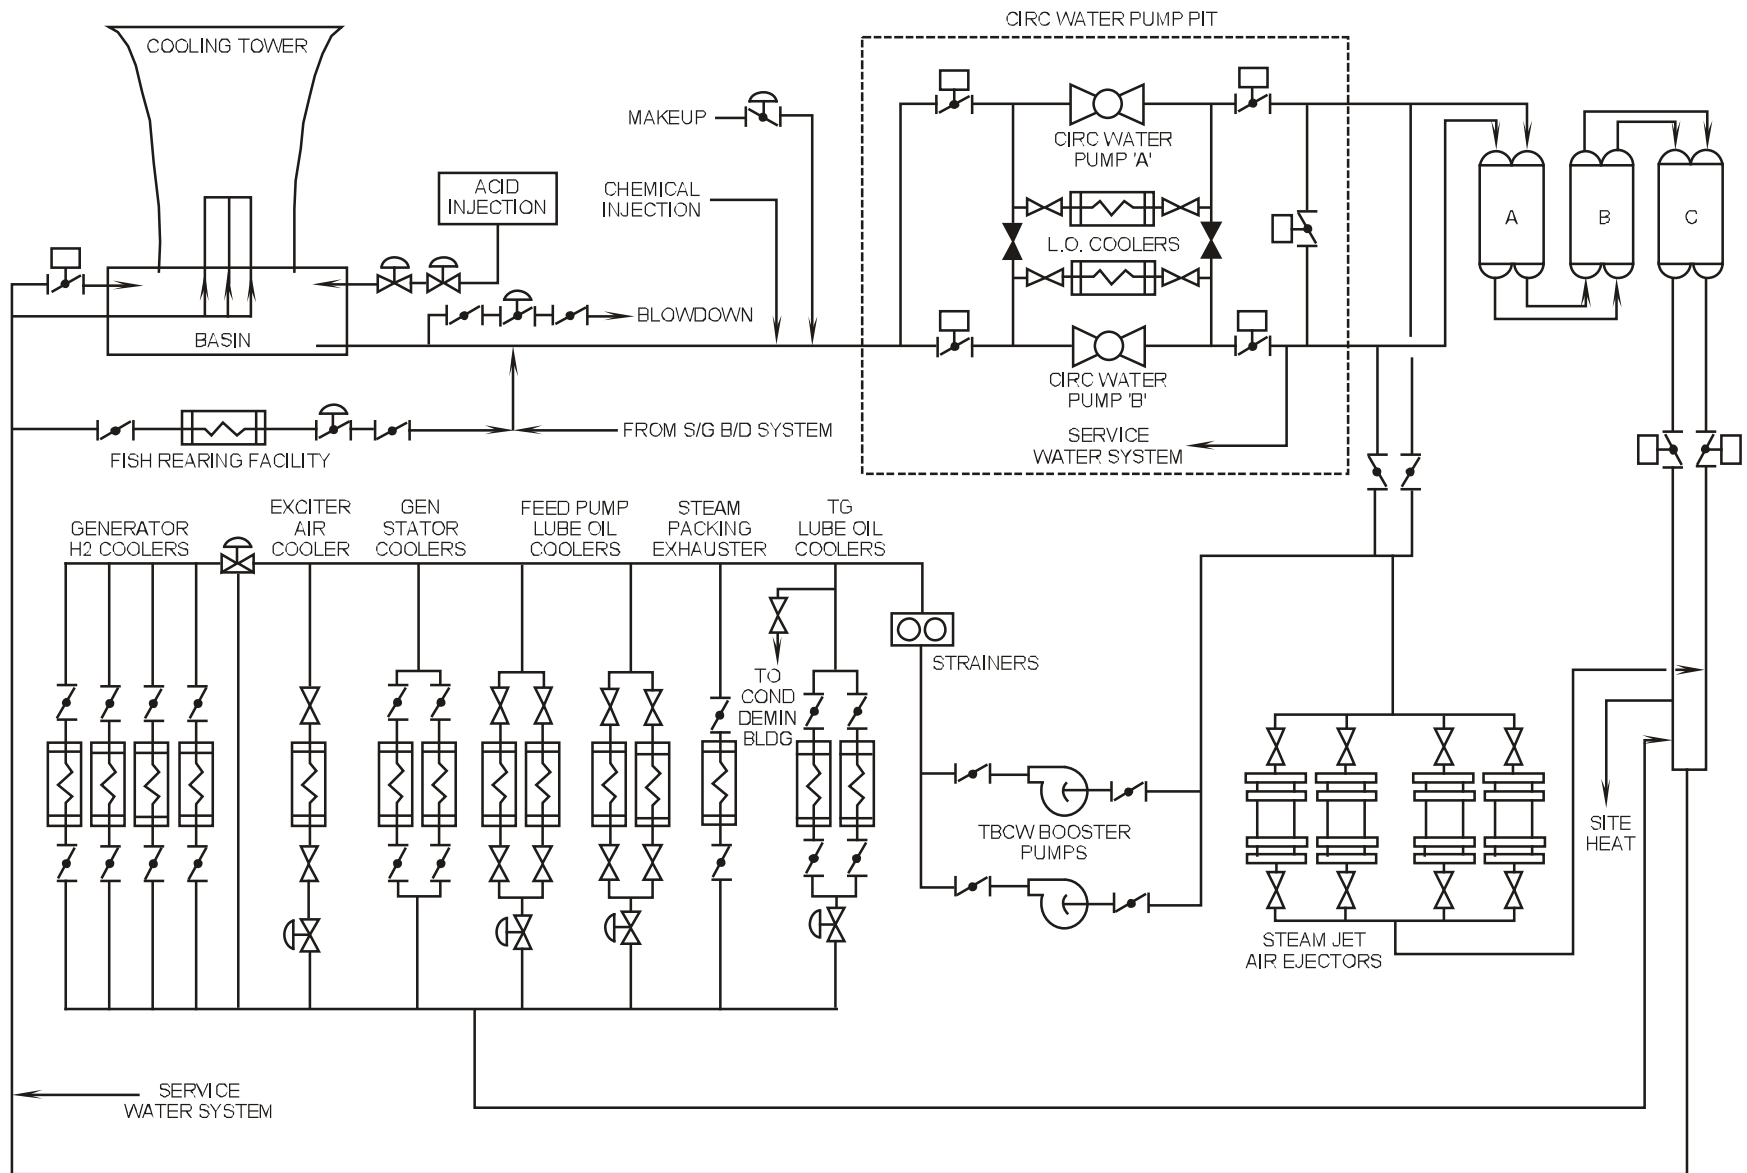 CIRC WATER PUMP PIT
COOLING TOWER
MAKEUP
CIRC WATER
PUMP 'A'
ACID
INJECTION
CHEMICAL
INJECTION
A
B
C
L.O. COOLERS
BLOWDOWN
BASIN
CIRC WATER
PUMP 'B'
FROM S/G B/D SYSTEM
SERVICE
WATER SYSTEM
FISH REARING FACILITY
GENERATOR
H2 COOLERS
EXCITER
AIR
COOLER
GEN
STATOR
COOLERS
FEED PUMP
LUBE OIL
COOLERS
STEAM
PACKING
EXHAUSTER
TG
LUBE OIL
COOLERS
STRAINERS
TO
COND
DEMIN
BLDG
TBCW BOOSTER
PUMPS
SITE
HEAT
STEAM JET
AIR EJECTORS
SERVICE
WATER SYSTEM